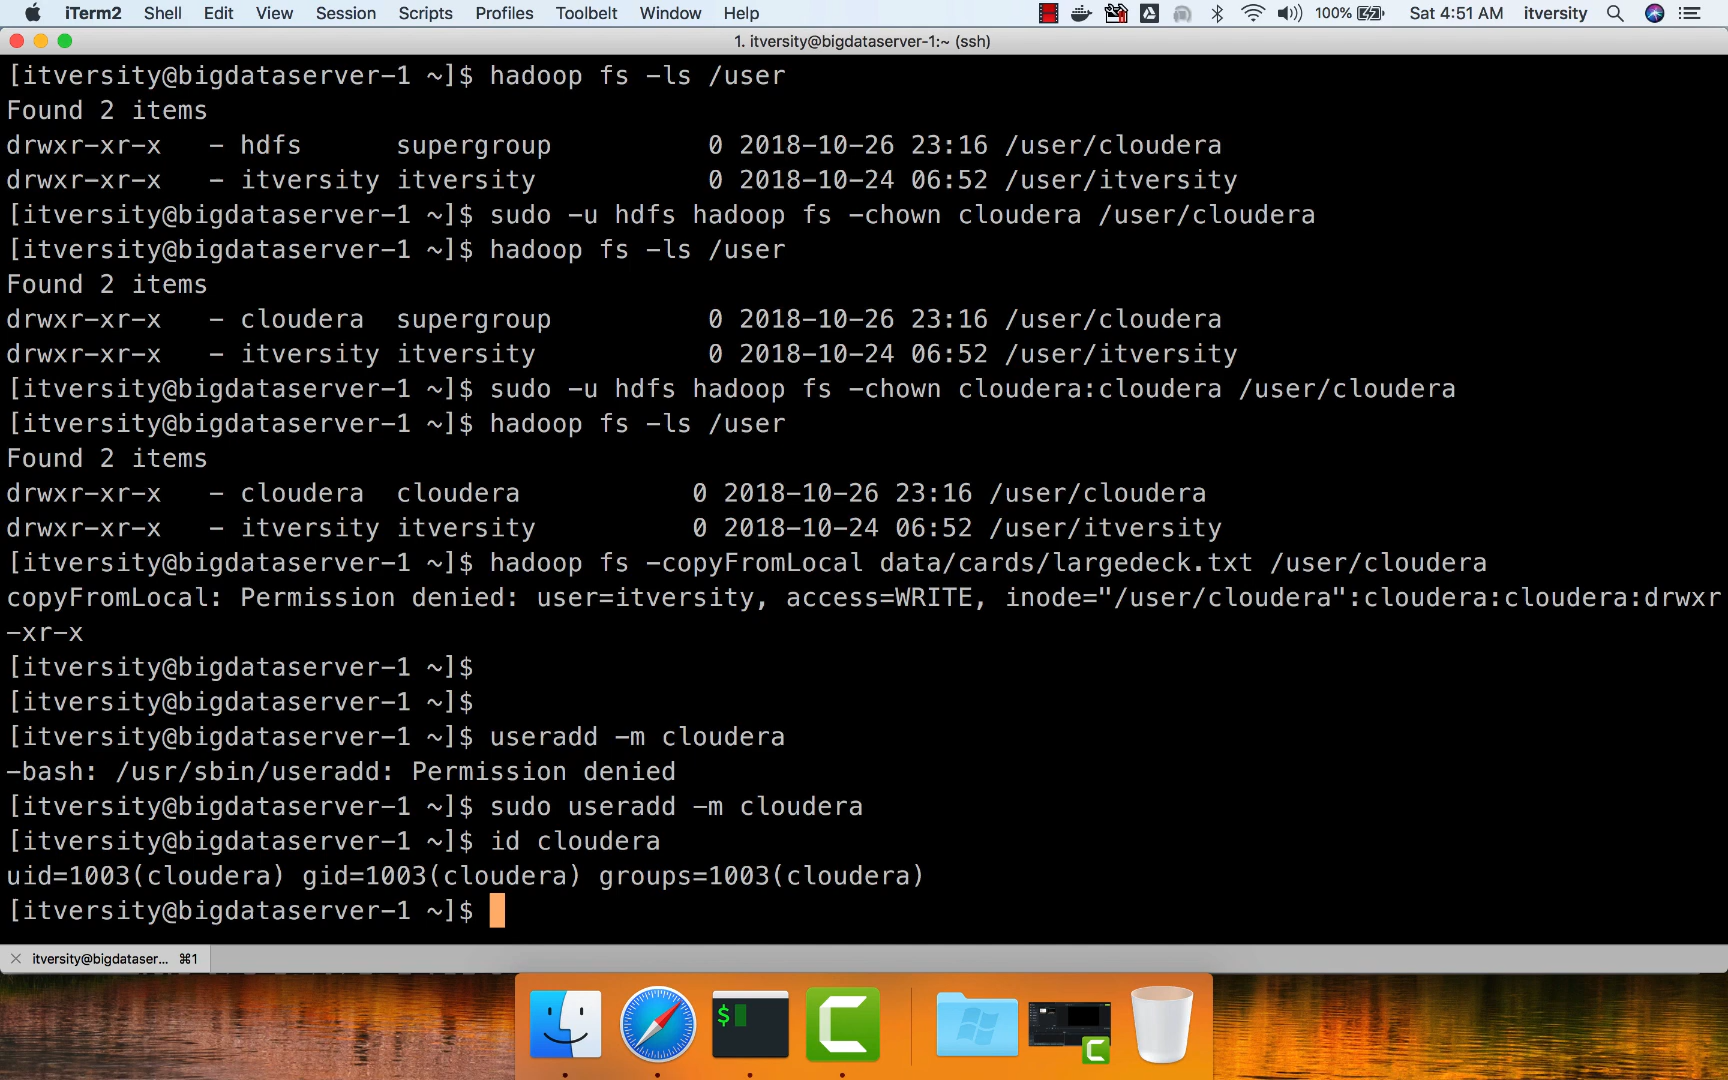 iTerm2 Shell Edit View Session Scripts Profiles Toolbelt Window Help 100% Sat 4:51 AM itversity
1. itversity@bigdataserver-1:~ (ssh)
[itversity@bigdataserver-1 ~]$ hadoop fs -ls /user
Found 2 items
drwxr-xr-x   - hdfs      supergroup          0 2018-10-26 23:16 /user/cloudera
drwxr-xr-x   - itversity itversity           0 2018-10-24 06:52 /user/itversity
[itversity@bigdataserver-1 ~]$ sudo -u hdfs hadoop fs -chown cloudera /user/cloudera
[itversity@bigdataserver-1 ~]$ hadoop fs -ls /user
Found 2 items
drwxr-xr-x   - cloudera  supergroup          0 2018-10-26 23:16 /user/cloudera
drwxr-xr-x   - itversity itversity           0 2018-10-24 06:52 /user/itversity
[itversity@bigdataserver-1 ~]$ sudo -u hdfs hadoop fs -chown cloudera:cloudera /user/cloudera
[itversity@bigdataserver-1 ~]$ hadoop fs -ls /user
Found 2 items
drwxr-xr-x   - cloudera  cloudera           0 2018-10-26 23:16 /user/cloudera
drwxr-xr-x   - itversity itversity          0 2018-10-24 06:52 /user/itversity
[itversity@bigdataserver-1 ~]$ hadoop fs -copyFromLocal data/cards/largedeck.txt /user/cloudera
copyFromLocal: Permission denied: user=itversity, access=WRITE, inode="/user/cloudera":cloudera:cloudera:drwxr
-xr-x
[itversity@bigdataserver-1 ~]$
[itversity@bigdataserver-1 ~]$
[itversity@bigdataserver-1 ~]$ useradd -m cloudera
-bash: /usr/sbin/useradd: Permission denied
[itversity@bigdataserver-1 ~]$ sudo useradd -m cloudera
[itversity@bigdataserver-1 ~]$ id cloudera
uid=1003(cloudera) gid=1003(cloudera) groups=1003(cloudera)
[itversity@bigdataserver-1 ~]$
itversity@bigdataser... ⌘1
$